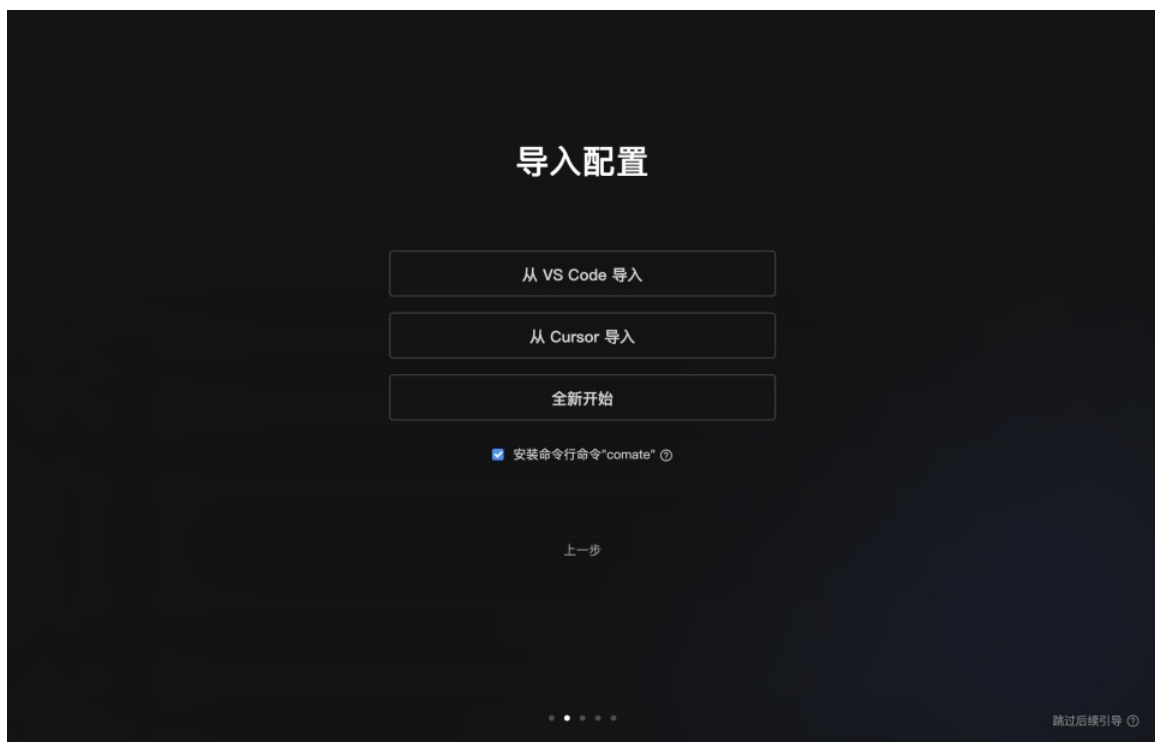 导入配置
从 VS Code 导入
从 Cursor 导入
全新开始
安装命令行命令"comate" ?
上一步
跳过后续引导 ?